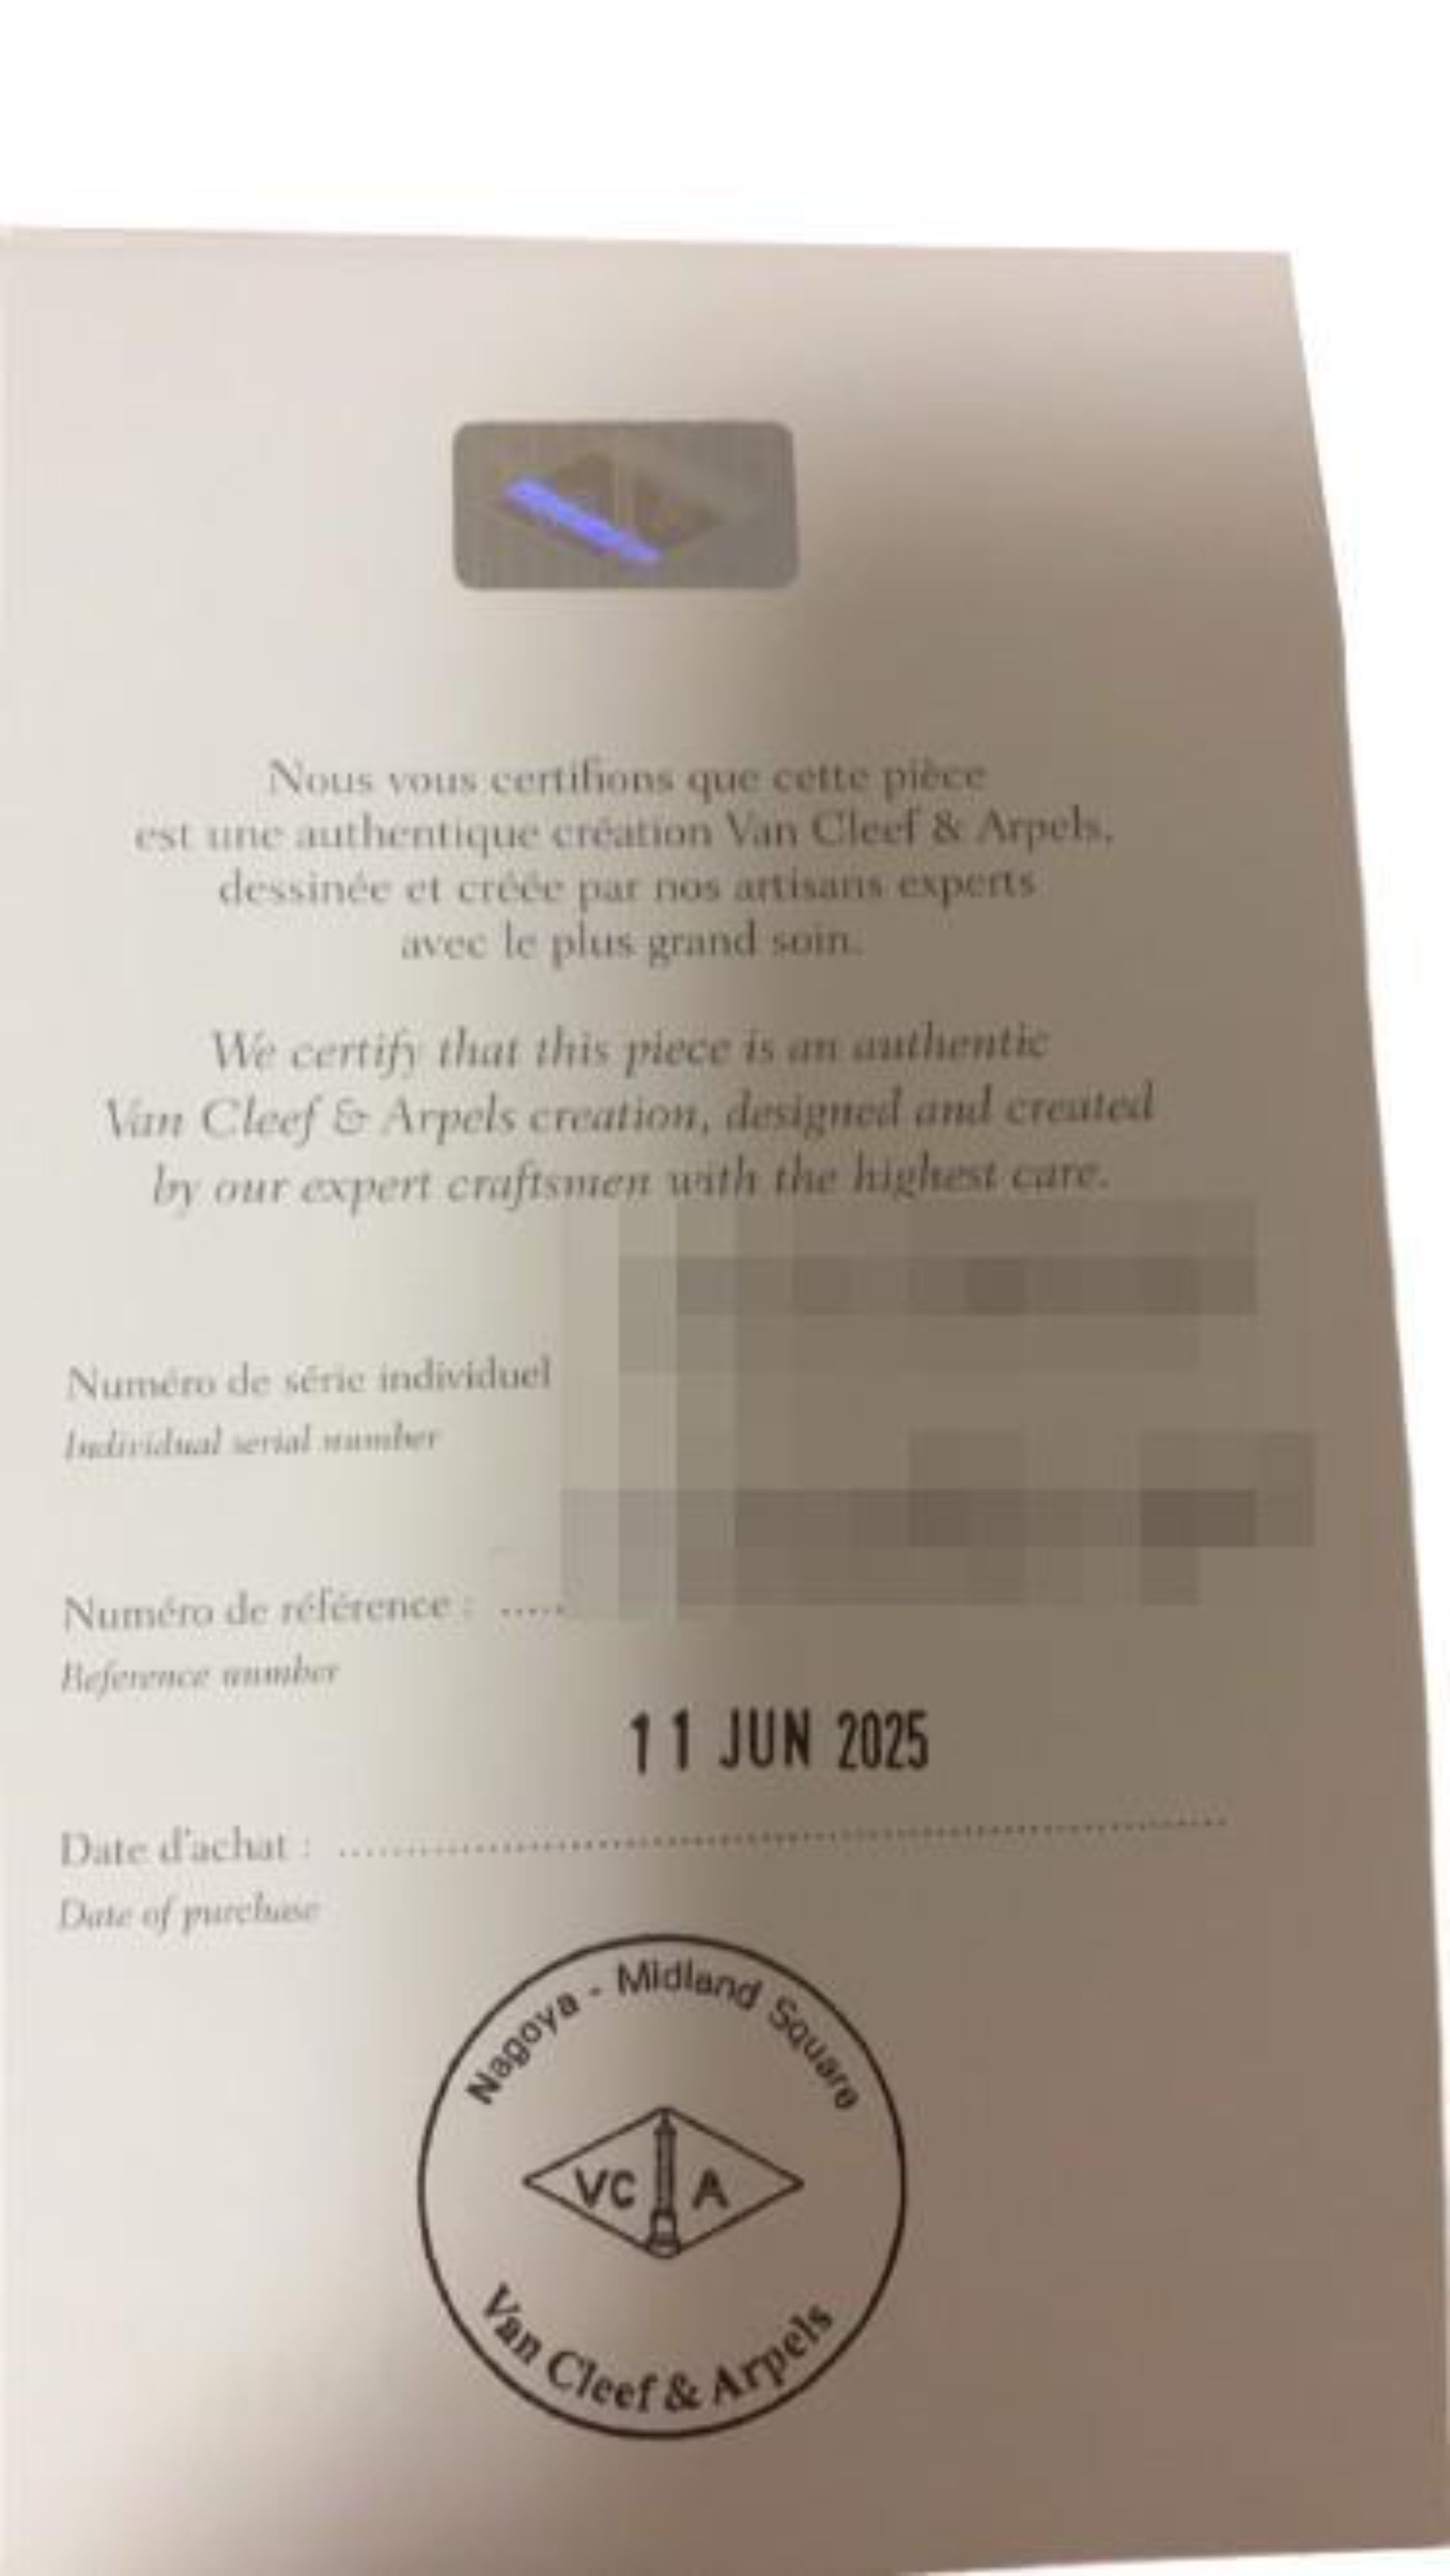 Nous vous certifions que cette pièce
est une authentique création Van Cleef & Arpels,
dessinée et créée par nos artisans experts
avec le plus grand soin.
We certify that this piece is an authentic
Van Cleef & Arpels creation, designed and created
by our expert craftsmen with the highest care.
Numéro de série individuel
Individual serial number
Numéro de référence : .....
Reference number
11 JUN 2025
Date d'achat :
Date of purchase
Nagoya - Midland Square
VC A
Van Cleef & Arpels